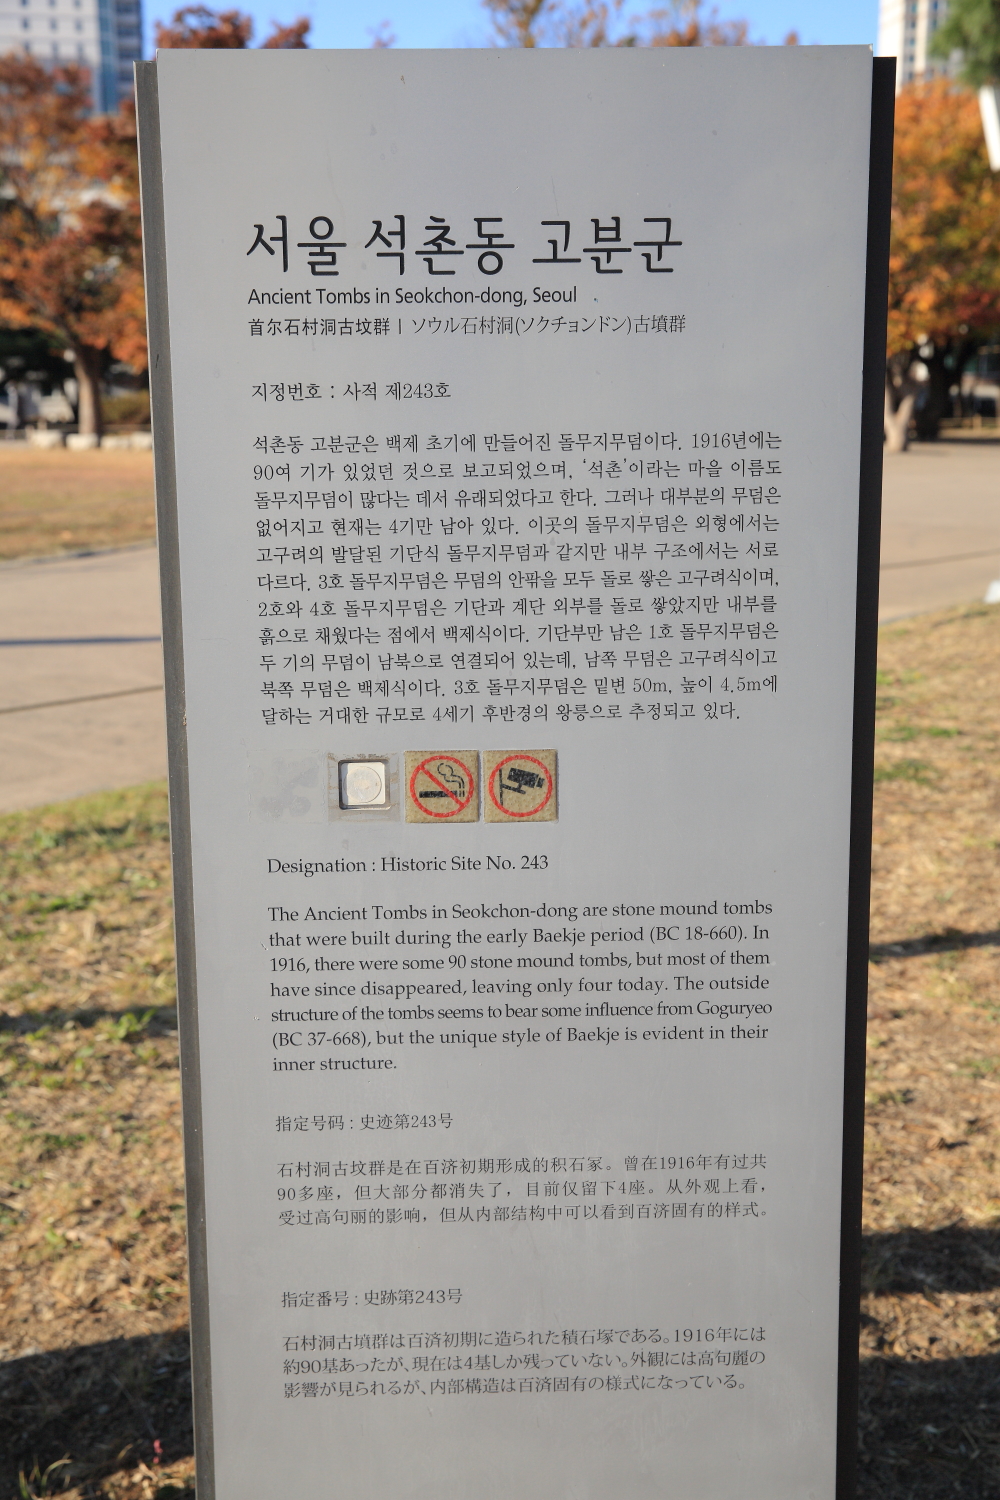 서울 석촌동 고분군
Ancient Tombs in Seokchon-dong, Seoul
首尔石村洞古坟群 | ソウル石村洞(ソクチョンドン)古墳群
지정번호 : 사적 제243호
석촌동 고분군은 백제 초기에 만들어진 돌무지무덤이다. 1916년에는
90여 기가 있었던 것으로 보고되었으며, ‘석촌’이라는 마을 이름도
돌무지무덤이 많다는 데서 유래되었다고 한다. 그러나 대부분의 무덤은
없어지고 현재는 4기만 남아 있다. 이곳의 돌무지무덤은 외형에서는
고구려의 발달된 기단식 돌무지무덤과 같지만 내부 구조에서는 서로
다르다. 3호 돌무지무덤은 무덤의 안팎을 모두 돌로 쌓은 고구려식이며,
2호와 4호 돌무지무덤은 기단과 계단 외부를 돌로 쌓았지만 내부를
흙으로 채웠다는 점에서 백제식이다. 기단부만 남은 1호 돌무지무덤은
두 기의 무덤이 남북으로 연결되어 있는데, 남쪽 무덤은 고구려식이고
북쪽 무덤은 백제식이다. 3호 돌무지무덤은 밑변 50m, 높이 4.5m에
달하는 거대한 규모로 4세기 후반경의 왕릉으로 추정되고 있다.
Designation : Historic Site No. 243
The Ancient Tombs in Seokchon-dong are stone mound tombs
that were built during the early Baekje period (BC 18-660). In
1916, there were some 90 stone mound tombs, but most of them
have since disappeared, leaving only four today. The outside
structure of the tombs seems to bear some influence from Goguryeo
(BC 37-668), but the unique style of Baekje is evident in their
inner structure.
指定号码 : 史迹第243号
石村洞古坟群是在百济初期形成的积石冢。曾在1916年有过共
90多座，但大部分都消失了，目前仅留下4座。从外观上看，
受过高句丽的影响，但从内部结构中可以看到百济固有的样式。
指定番号 : 史跡第243号
石村洞古墳群は百済初期に造られた積石塚である。1916年には
約90基あったが、現在は4基しか残っていない。外観には高句麗の
影響が見られるが、内部構造は百済固有の様式になっている。